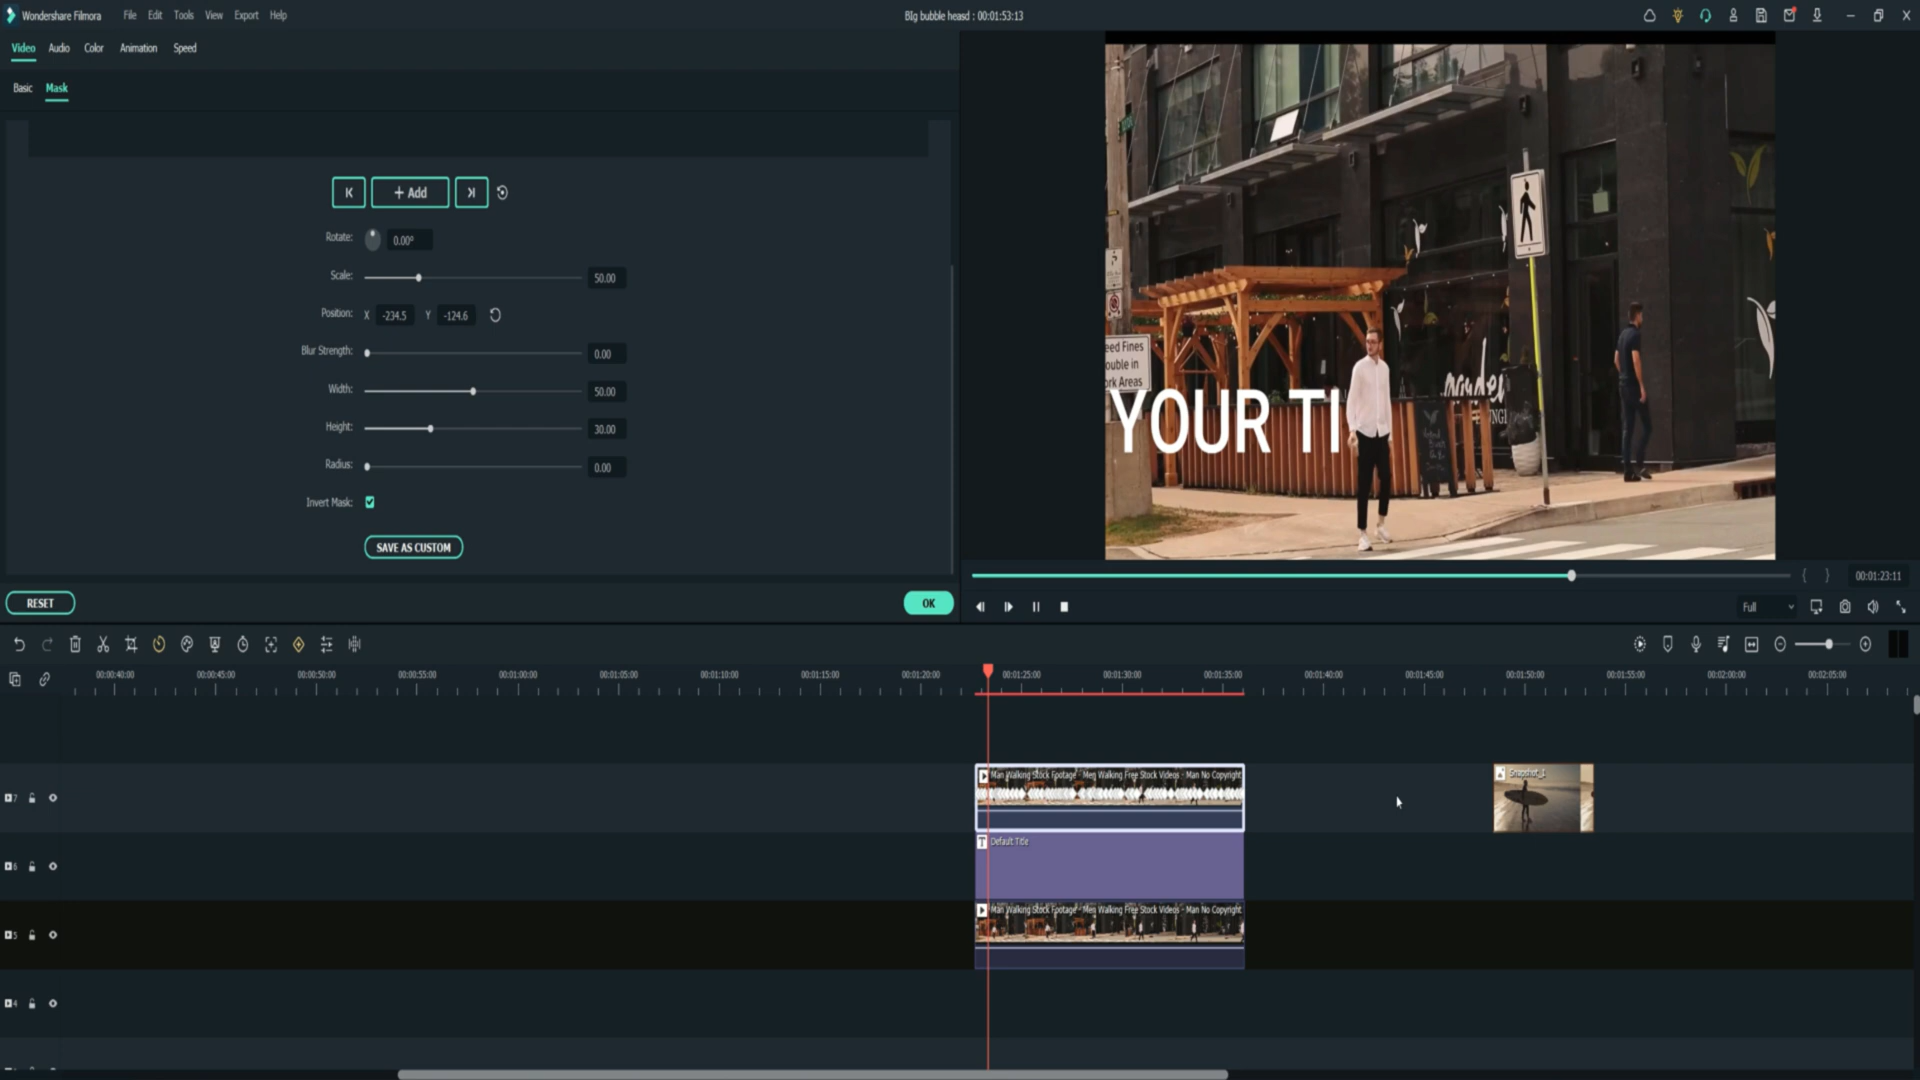 Wondershare Filmora File Edit Tools View Export Help
BIg bubble heasd : 00:01:53:13
Video Audio Color Animation Speed
Basic Mask
+ Add
Rotate: 0.00°
Scale: 50.00
Position: X -234.5 Y -124.6
Blur Strength: 0.00
Width: 50.00
Height: 30.00
Radius: 0.00
Invert Mask:
SAVE AS CUSTOM
RESET
OK
eed Fines
ouble in
rk Areas
YOUR TI
00:01:23:11
Full
00:00:40:00 00:00:45:00 00:00:50:00 00:00:55:00 00:01:00:00 00:01:05:00 00:01:10:00 00:01:15:00 00:01:20:00 00:01:25:00 00:01:30:00 00:01:35:00 00:01:40:00 00:01:45:00 00:01:50:00 00:01:55:00 00:02:00:00 00:02:05:00
7
Man Walking Stock Footage - Men Walking Free Stock Videos - Man No Copyright
Snapshot_1
6
T Default Title
5
Man Walking Stock Footage - Men Walking Free Stock Videos - Man No Copyright
4